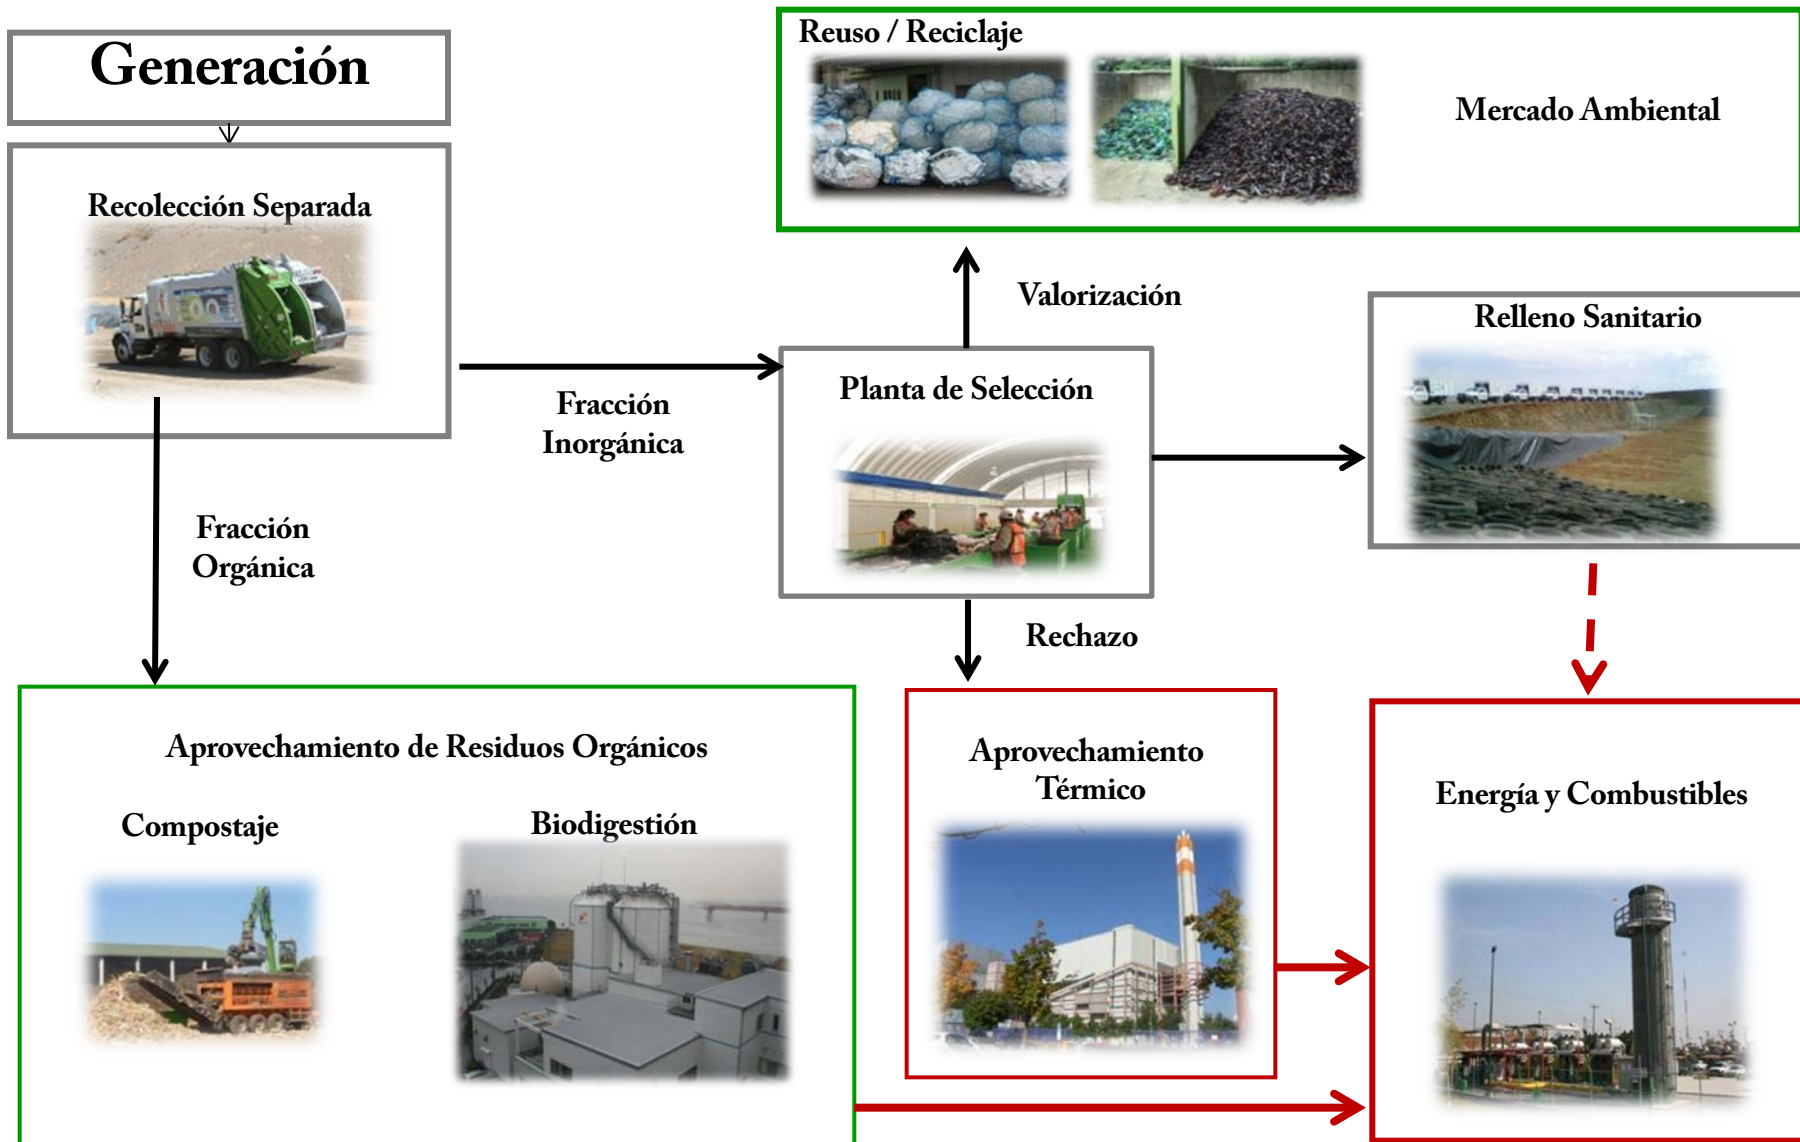 Generación
Recolección Separada
Reuso / Reciclaje
Mercado Ambiental
Valorización
Relleno Sanitario
Fracción
Inorgánica
Planta de Selección
Fracción
Orgánica
Rechazo
Aprovechamiento de Residuos Orgánicos
Compostaje
Biodigestión
Aprovechamiento
Térmico
Energía y Combustibles